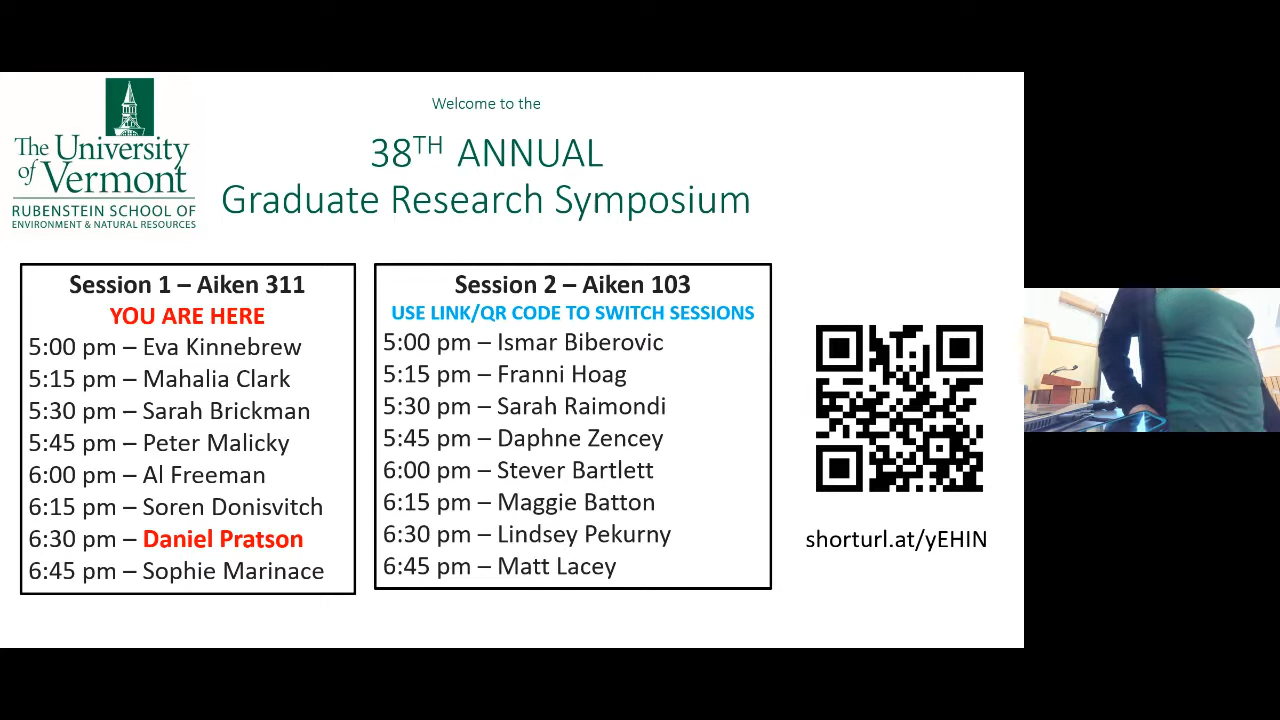 The University
of Vermont
RUBENSTEIN SCHOOL OF
ENVIRONMENT & NATURAL RESOURCES
Welcome to the
38TH ANNUAL
Graduate Research Symposium
Session 1 – Aiken 311
YOU ARE HERE
5:00 pm – Eva Kinnebrew
5:15 pm – Mahalia Clark
5:30 pm – Sarah Brickman
5:45 pm – Peter Malicky
6:00 pm – Al Freeman
6:15 pm – Soren Donisvitch
6:30 pm – Daniel Pratson
6:45 pm – Sophie Marinace
Session 2 – Aiken 103
USE LINK/QR CODE TO SWITCH SESSIONS
5:00 pm – Ismar Biberovic
5:15 pm – Franni Hoag
5:30 pm – Sarah Raimondi
5:45 pm – Daphne Zencey
6:00 pm – Stever Bartlett
6:15 pm – Maggie Batton
6:30 pm – Lindsey Pekurny
6:45 pm – Matt Lacey
shorturl.at/yEHIN